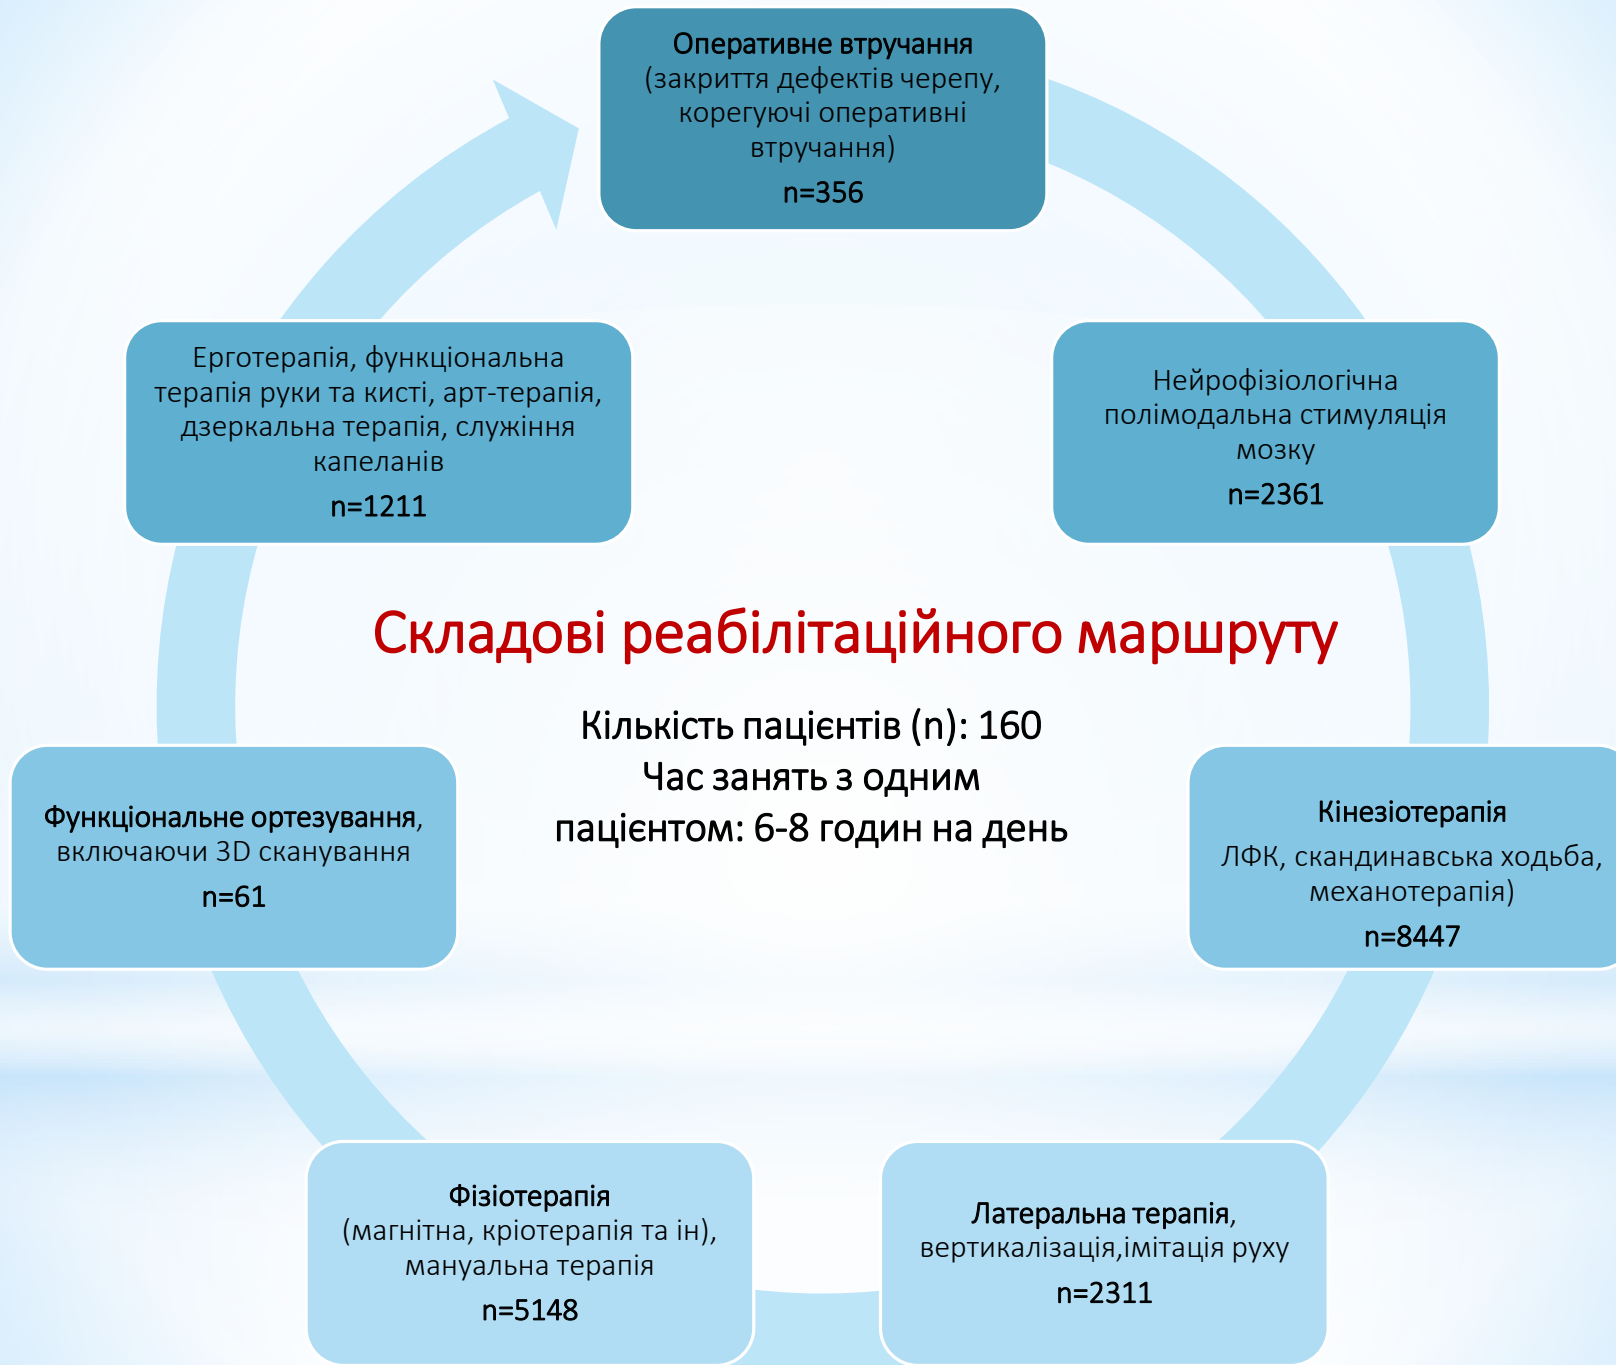 Оперативне втручання
(закриття дефектів черепу,
корегуючі оперативні
втручання)
n=356
Нейрофізіологічна
полімодальна стимуляція
мозку
n=2361
Кінезіотерапія
ЛФК, скандинавська ходьба,
механотерапія)
n=8447
Латеральна терапія,
вертикалізація,імітація руху
n=2311
Фізіотерапія
(магнітна, кріотерапія та ін),
мануальна терапія
n=5148
Функціональне ортезування,
включаючи 3D сканування
n=61
Ерготерапія, функціональна
терапія руки та кисті, арт-терапія,
дзеркальна терапія, служіння
капеланів
n=1211
Складові реабілітаційного маршруту
Кількість пацієнтів (n): 160
Час занять з одним
пацієнтом: 6-8 годин на день